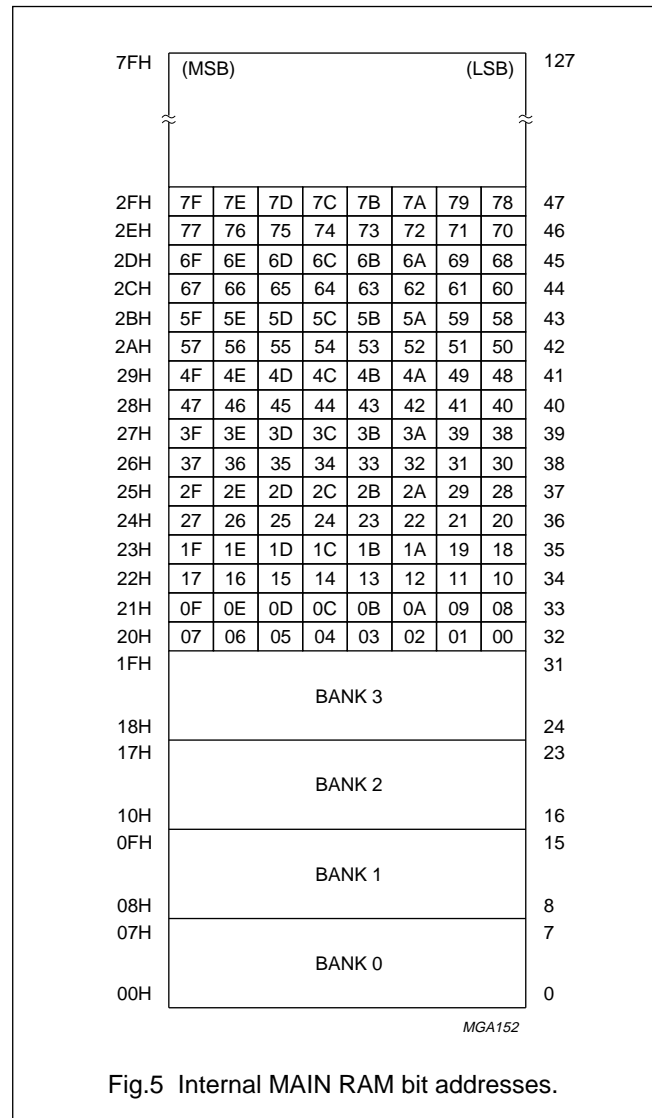 7FH (MSB) (LSB) 127
2FH 7F 7E 7D 7C 7B 7A 79 78 47
2EH 77 76 75 74 73 72 71 70 46
2DH 6F 6E 6D 6C 6B 6A 69 68 45
2CH 67 66 65 64 63 62 61 60 44
2BH 5F 5E 5D 5C 5B 5A 59 58 43
2AH 57 56 55 54 53 52 51 50 42
29H 4F 4E 4D 4C 4B 4A 49 48 41
28H 47 46 45 44 43 42 41 40 40
27H 3F 3E 3D 3C 3B 3A 39 38 39
26H 37 36 35 34 33 32 31 30 38
25H 2F 2E 2D 2C 2B 2A 29 28 37
24H 27 26 25 24 23 22 21 20 36
23H 1F 1E 1D 1C 1B 1A 19 18 35
22H 17 16 15 14 13 12 11 10 34
21H 0F 0E 0D 0C 0B 0A 09 08 33
20H 07 06 05 04 03 02 01 00 32
1FH 31
BANK 3
18H 24
17H 23
BANK 2
10H 16
0FH 15
BANK 1
08H 8
07H 7
BANK 0
00H 0
MGA152
Fig.5 Internal MAIN RAM bit addresses.